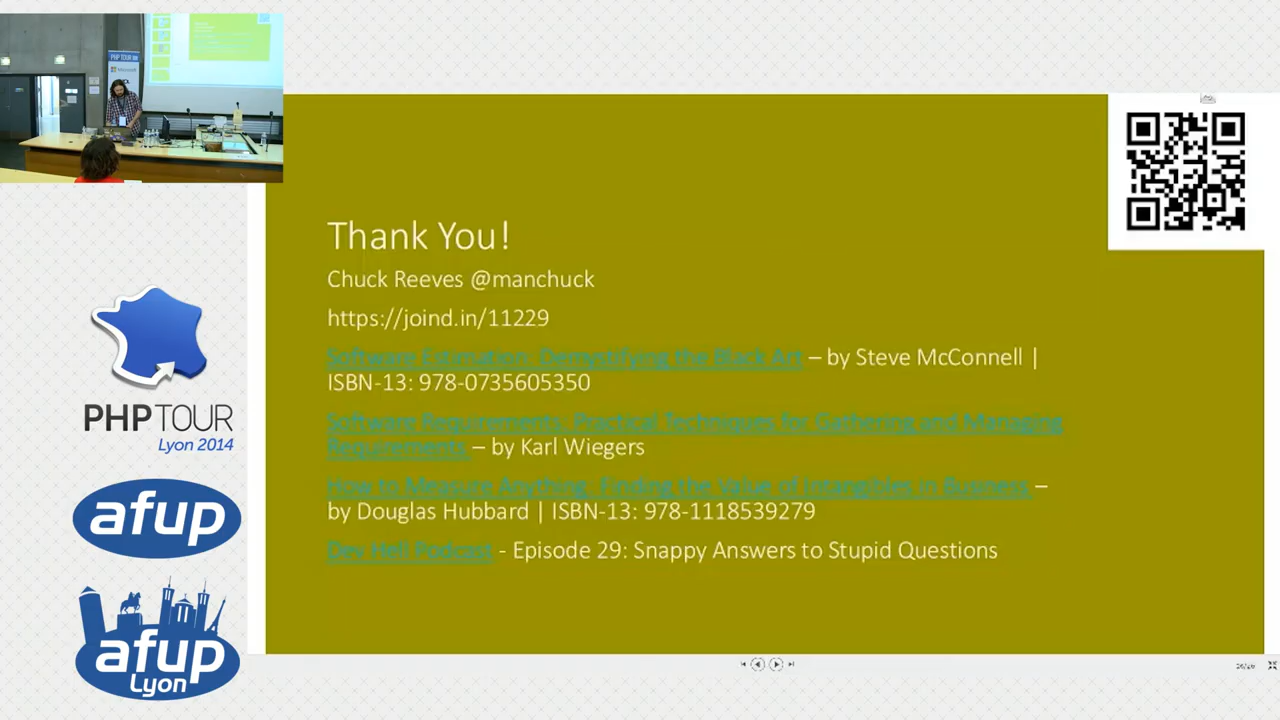 PHP TOUR
Microsoft
Thank You!
Chuck Reeves @manchuck
https://joind.in/11229
Software Estimation: Demystifying the Black Art – by Steve McConnell |
ISBN-13: 978-0735605350
Software Requirements: Practical Techniques for Gathering and Managing
Requirements – by Karl Wiegers
How to Measure Anything: Finding the Value of Intangibles in Business –
by Douglas Hubbard | ISBN-13: 978-1118539279
Dev Hell Podcast - Episode 29: Snappy Answers to Stupid Questions
PHP TOUR
Lyon 2014
afup
afup
Lyon